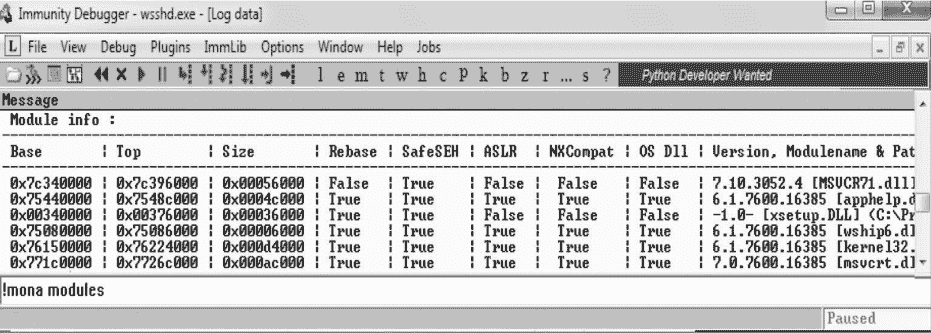 Immunity Debugger - wsshd.exe - [Log data]
L File View Debug Plugins ImmLib Options Window Help Jobs
l e m t w h c P k b z r ... s ? Python Developer Wanted
Message
Module info :
Base | Top | Size | Rebase | SafeSEH | ASLR | NXCompat | OS Dll | Version, Modulename & Pat
0x7c340000 | 0x7c396000 | 0x00056000 | False | True | False | False | False | 7.10.3052.4 [MSVCR71.dll]
0x75440000 | 0x7548c000 | 0x0004c000 | True | True | True | True | True | 6.1.7600.16385 [apphelp.d
0x00340000 | 0x00376000 | 0x00036000 | True | True | False | False | False | -1.0- [xsetup.DLL] (C:\Pr
0x75080000 | 0x75086000 | 0x00006000 | True | True | True | True | True | 6.1.7600.16385 [wship6.dl
0x76150000 | 0x76224000 | 0x000d4000 | True | True | True | True | True | 6.1.7600.16385 [kernel32.
0x771c0000 | 0x7726c000 | 0x000ac000 | True | True | True | True | True | 7.0.7600.16385 [msvcrt.dl
!mona modules
Paused